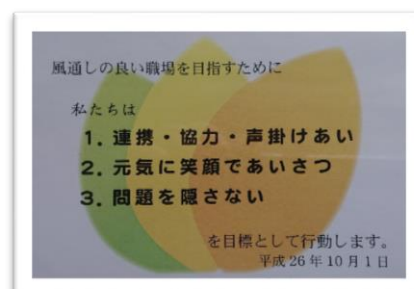 風通しの良い職場を目指すために
私たちは
1. 連携・協力・声掛けあい
2. 元気に笑顔であいさつ
3. 問題を隠さない
を目標として行動します。
平成26年10月1日